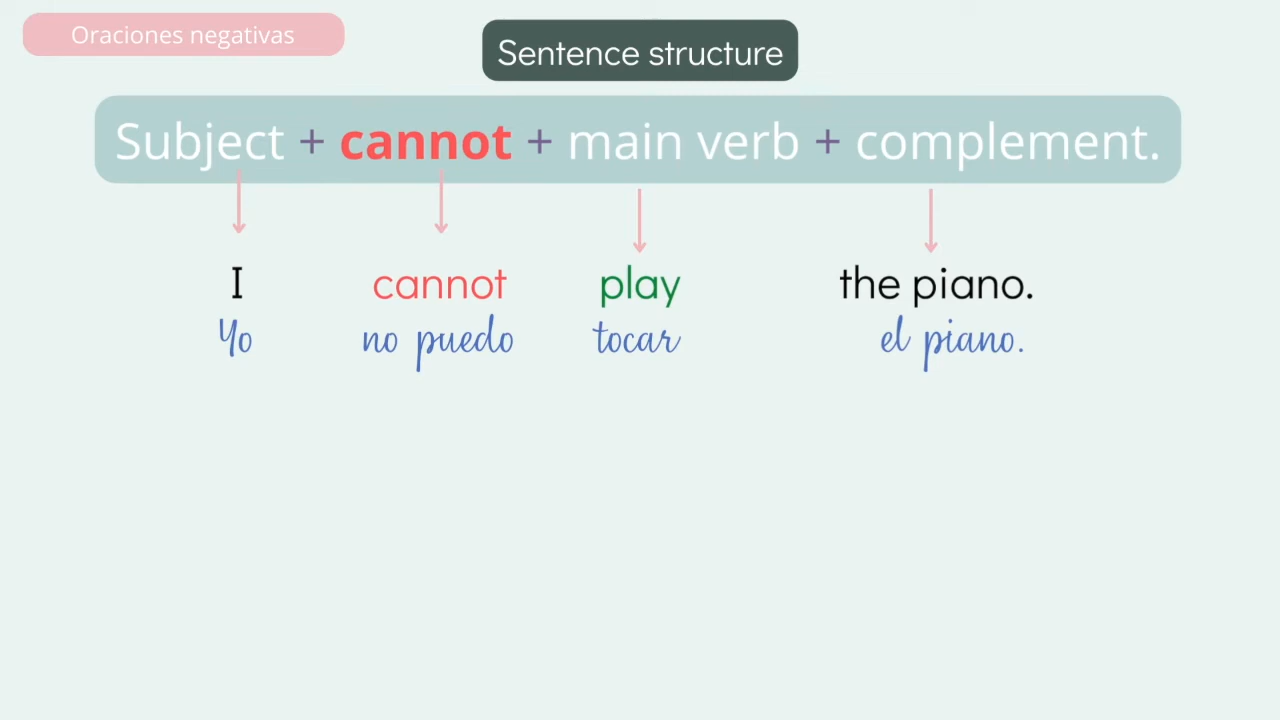 Oraciones negativas
Sentence structure
Subject + cannot + main verb + complement.
I cannot play the piano.
Yo no puedo tocar el piano.